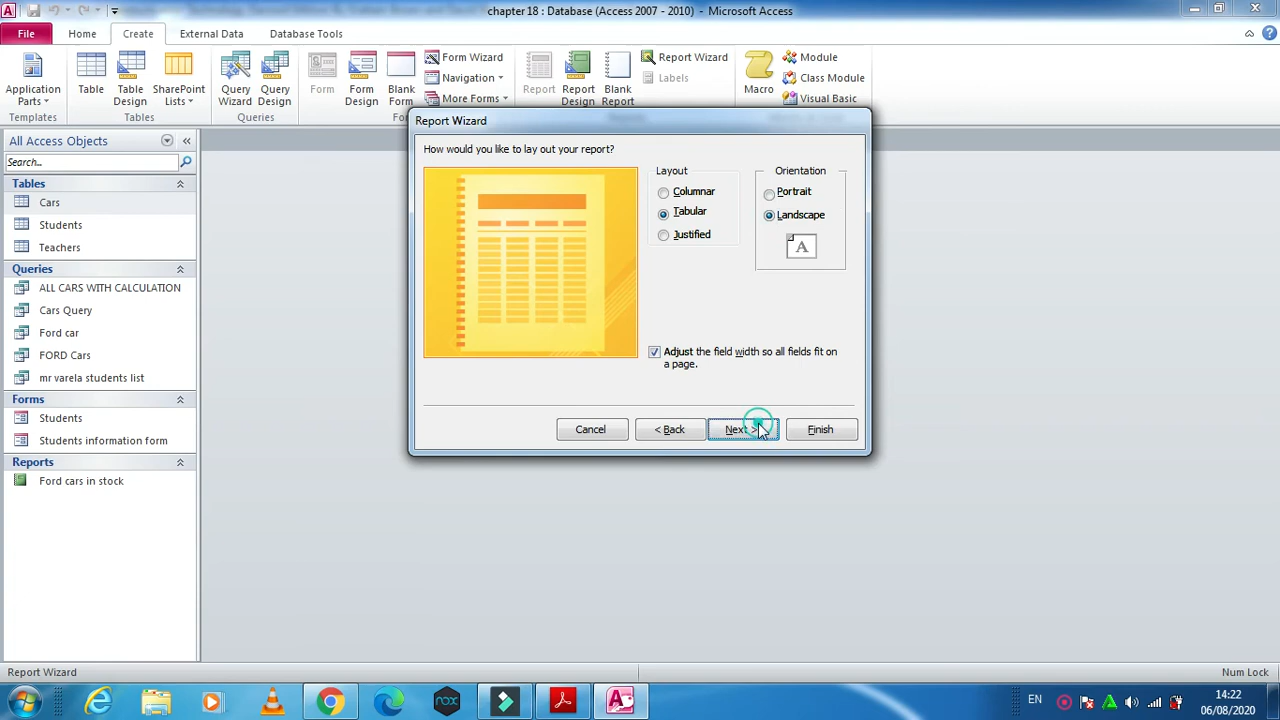 chapter 18 : Database (Access 2007 - 2010) - Microsoft Access
File
Home
Create
External Data
Database Tools
Application
Parts
Table
Table
Design
SharePoint
Lists
Query
Wizard
Query
Design
Form
Form
Design
Blank
Form
Form Wizard
Navigation
More Forms
Report
Report
Design
Blank
Report
Report Wizard
Labels
Macro
Module
Class Module
Visual Basic
Templates
Tables
Queries
Report Wizard
All Access Objects
Search...
Tables
Cars
Students
Teachers
Queries
ALL CARS WITH CALCULATION
Cars Query
Ford car
FORD Cars
mr varela students list
Forms
Students
Students information form
Reports
Ford cars in stock
How would you like to lay out your report?
Layout
Columnar
Tabular
Justified
Orientation
Portrait
Landscape
A
Adjust the field width so all fields fit on
a page.
Cancel
< Back
Next >
Finish
Report Wizard
Num Lock
nox
EN
14:22
06/08/2020